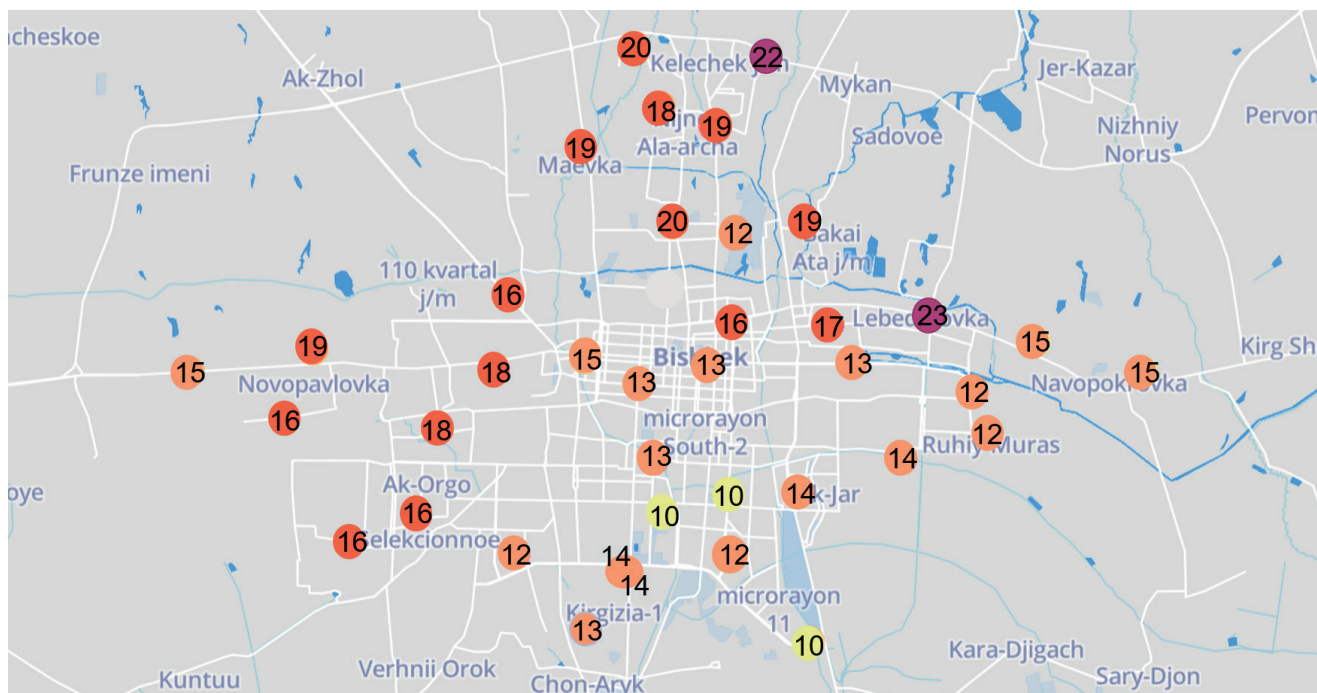 cheskoe
20
Kelechek j/m
22
Jer-Kazar
Ak-Zhol
Mykan
18
Pervon
19
Nizhniy
Norus
Sadovoe
Ala-archa
19
Maevka
Frunze imeni
20
12
19
Bakai
Ata j/m
110 kvartal
j/m
16
16
17
23
15
Kirg Sh
19
15
Bishkek
13
13
15
18
15
Novopavlovka
13
Navopokrovka
12
16
18
microrayon
South-2
12
Ruhiy Muras
13
14
Ak-Orgo
10
10
14
k-Jar
oye
16
16
Selekcionnoe
12
14
14
12
microrayon
11
Kirgizia-1
13
10
Kara-Djigach
Verhnii Orok
Kuntuu
Chon-Aryk
Sary-Djon